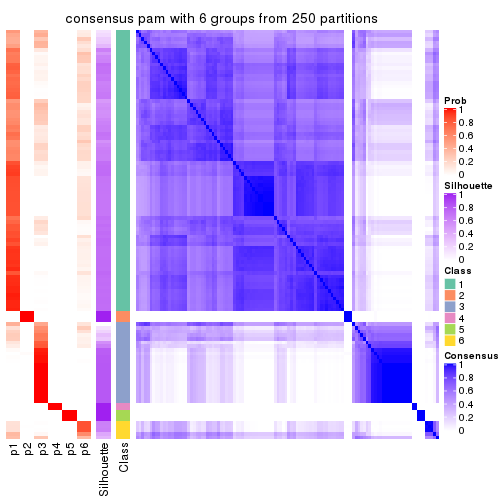 consensus pam with 6 groups from 250 partitions
Prob
1
0.8
0.6
0.4
0.2
0
Silhouette
1
0.8
0.6
0.4
0.2
0
Class
1
2
3
4
5
6
Consensus
1
0.8
0.6
0.4
0.2
0
p1
p2
p3
p4
p5
p6
Silhouette
Class